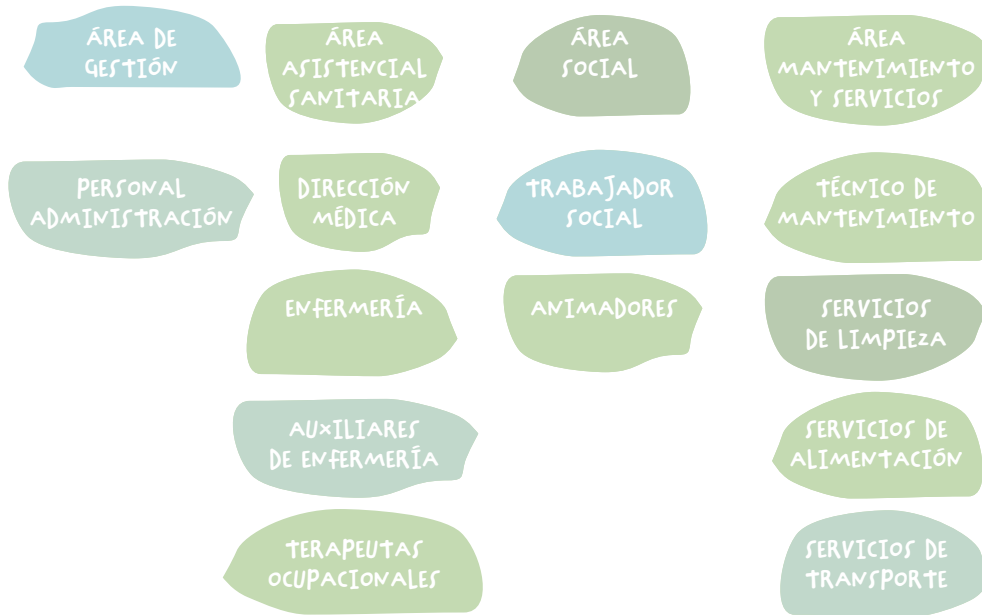 ÁREA DE
GESTIÓN
ÁREA
ASISTENCIAL
SANITARIA
ÁREA
SOCIAL
ÁREA
MANTENIMIENTO
Y SERVICIOS
PERSONAL
ADMINISTRACIÓN
DIRECCIÓN
MÉDICA
TRABAJADOR
SOCIAL
TÉCNICO DE
MANTENIMIENTO
ENFERMERÍA
ANIMADORES
SERVICIOS
DE LIMPIEZA
AUXILIARES
DE ENFERMERÍA
SERVICIOS DE
ALIMENTACIÓN
TERAPEUTAS
OCUPACIONALES
SERVICIOS DE
TRANSPORTE